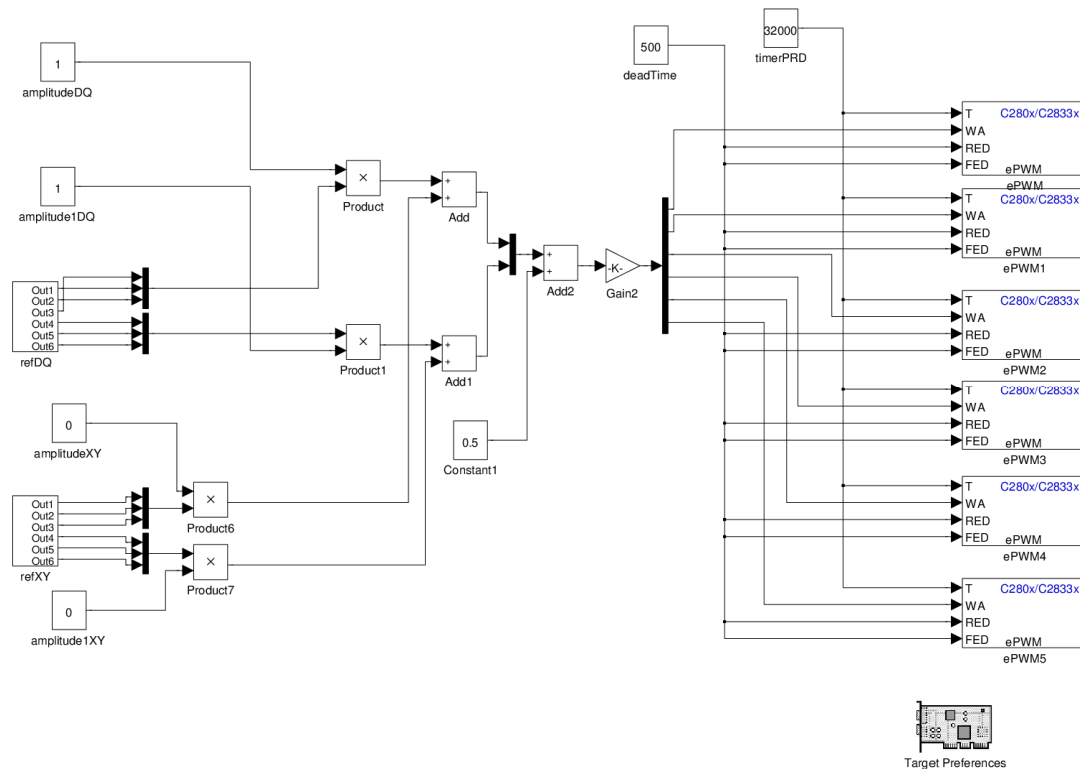 1
amplitudeDQ
1
amplitude1DQ
Out1
Out2
Out3
Out4
Out5
Out6
refDQ
0
amplitudeXY
Out1
Out2
Out3
Out4
Out5
Out6
refXY
0
amplitude1XY
×
Product
×
Product1
×
Product6
×
Product7
+
+
Add
+
+
Add1
0.5
Constant1
+
+
Add2
-K-
Gain2
500
deadTime
32000
timerPRD
T C280x/C2833x
WA
RED
FED ePWM
ePWM
T C280x/C2833x
WA
RED
FED ePWM
ePWM1
T C280x/C2833x
WA
RED
FED ePWM
ePWM2
T C280x/C2833x
WA
RED
FED ePWM
ePWM3
T C280x/C2833x
WA
RED
FED ePWM
ePWM4
T C280x/C2833x
WA
RED
FED ePWM
ePWM5
Target Preferences